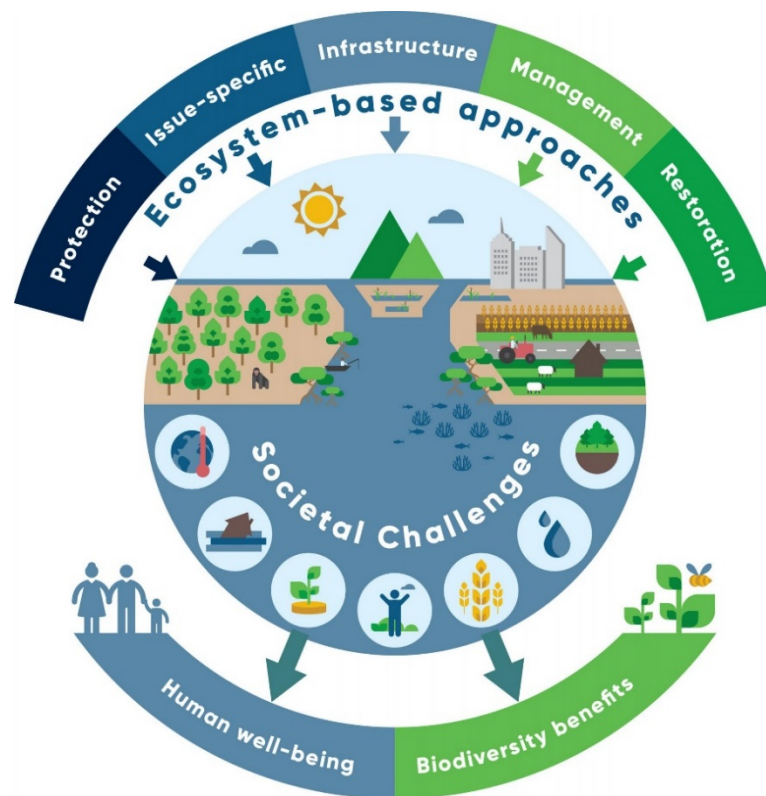 Protection
Issue-specific
Infrastructure
Management
Restoration
Ecosystem-based approaches
Societal Challenges
Human well-being
Biodiversity benefits